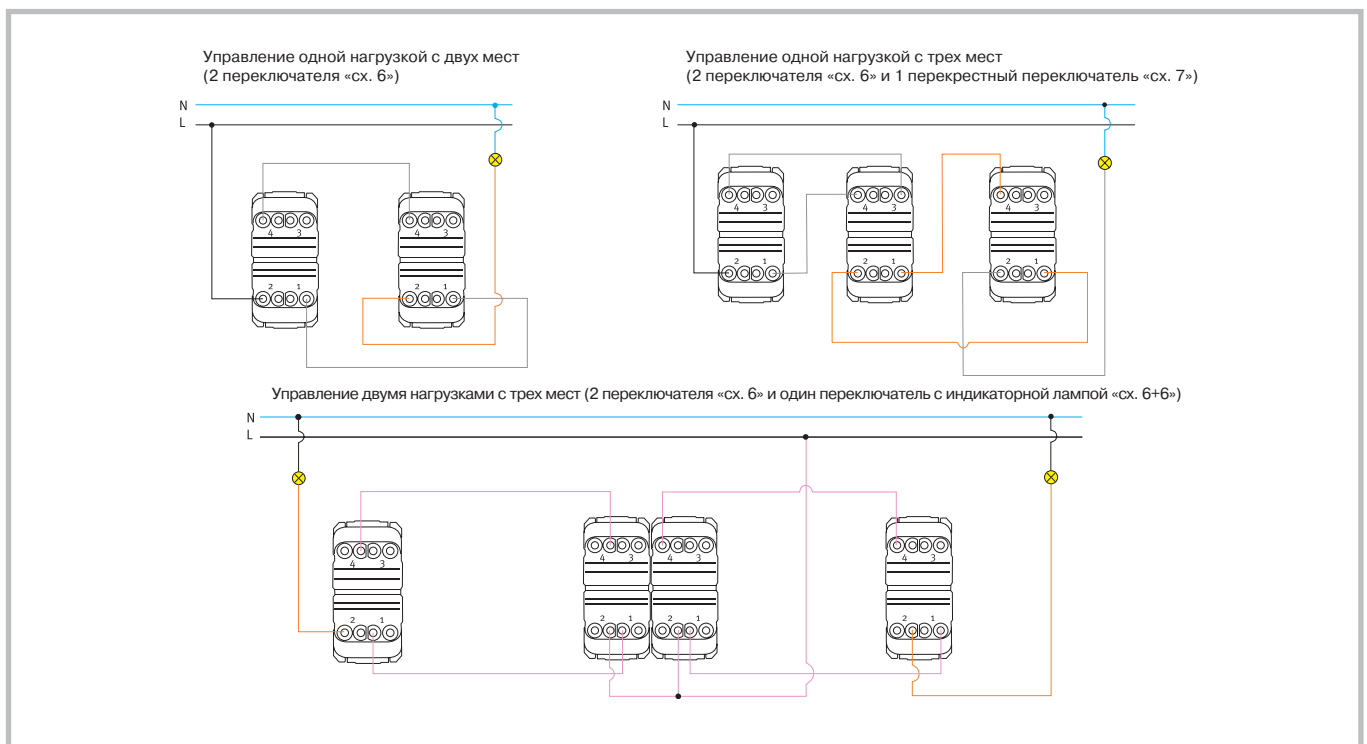 Управление одной нагрузкой с двух мест
(2 переключателя «сх. 6»)
N
L
4 3
2 1
4 3
2 1
Управление одной нагрузкой с трех мест
(2 переключателя «сх. 6» и 1 перекрестный переключатель «сх. 7»)
N
L
4 3
2 1
4 3
2 1
4 3
2 1
Управление двумя нагрузками с трех мест (2 переключателя «сх. 6» и один переключатель с индикаторной лампой «сх. 6+6»)
N
L
4 3
2 1
4 3
2 1
4 3
2 1
4 3
2 1